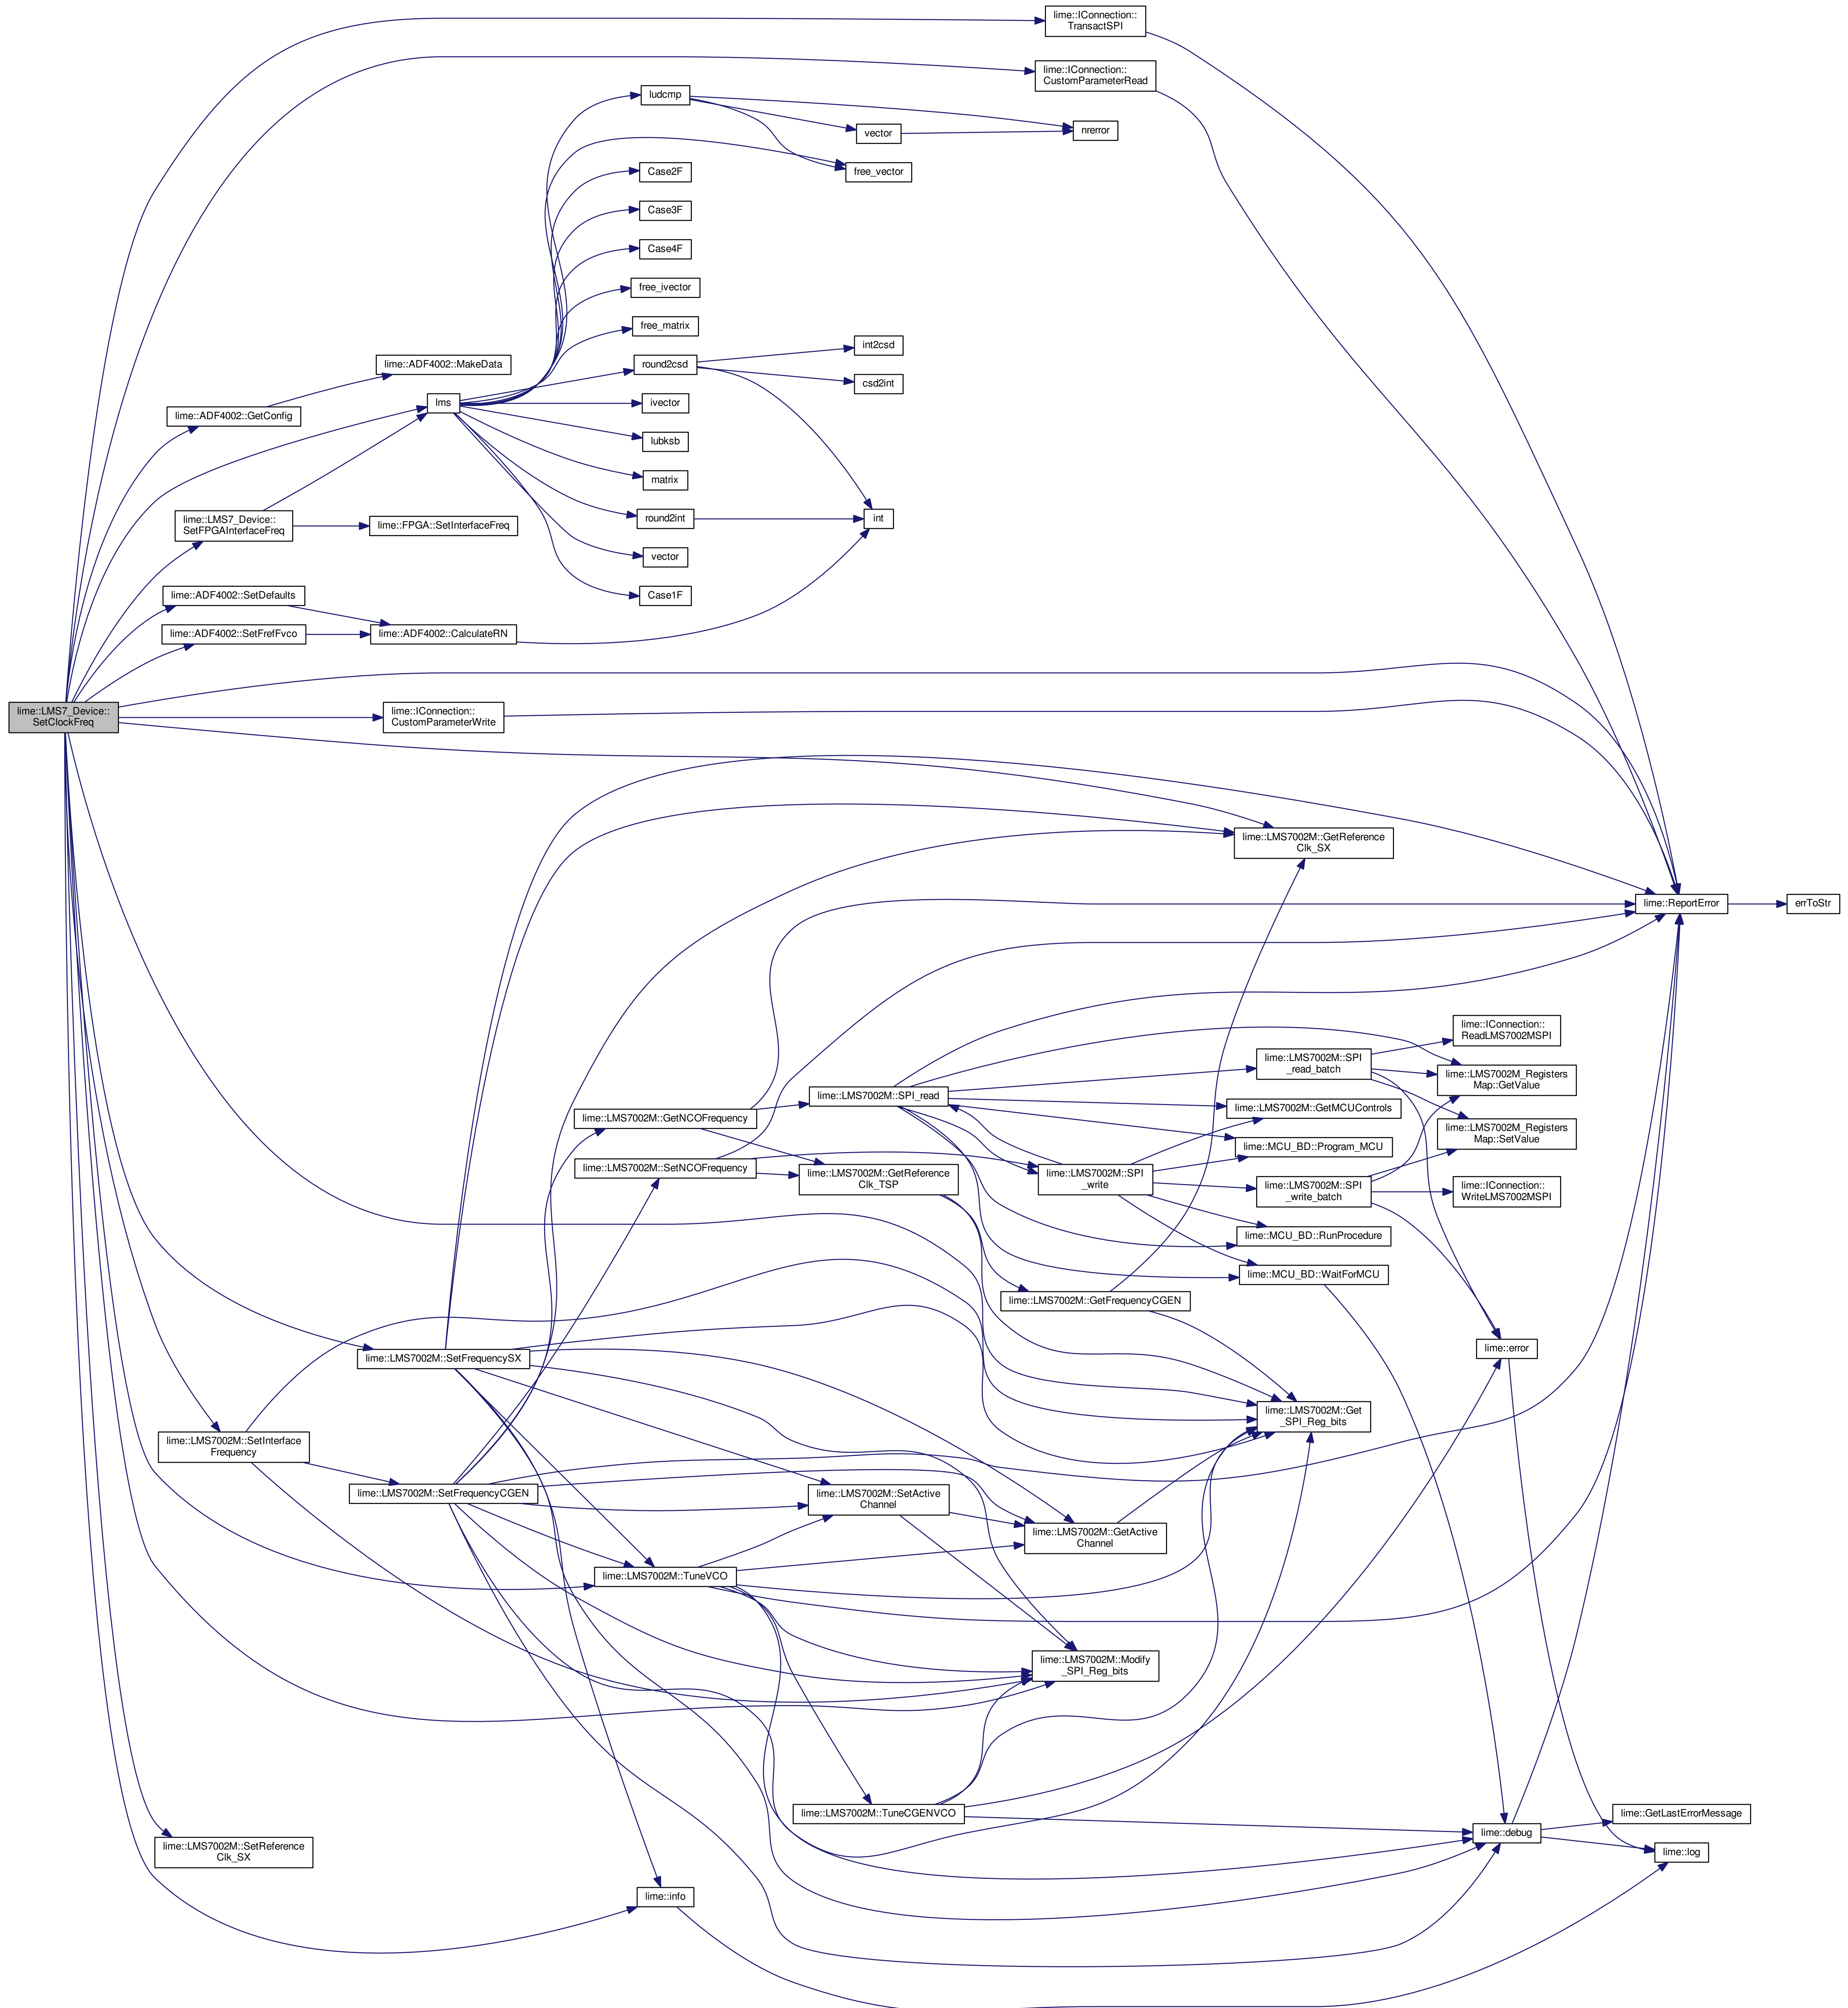 lime::IConnection::
TransactSPI
lime::IConnection::
CustomParameterRead
ludcmp
vector
nrerror
free_vector
Case2F
Case3F
Case4F
free_ivector
free_matrix
int2csd
round2csd
csd2int
lime::ADF4002::MakeData
lms
ivector
lime::ADF4002::GetConfig
lubksb
matrix
lime::LMS7_Device::
SetFPGAInterfaceFreq
lime::FPGA::SetInterfaceFreq
round2int
int
vector
lime::ADF4002::SetDefaults
Case1F
lime::ADF4002::SetFrefFvco
lime::ADF4002::CalculateRN
lime::LMS7_Device::
SetClockFreq
lime::IConnection::
CustomParameterWrite
lime::LMS7002M::GetReference
Clk_SX
lime::ReportError
errToStr
lime::IConnection::
ReadLMS7002MSPI
lime::LMS7002M::SPI
_read_batch
lime::LMS7002M_Registers
Map::GetValue
lime::LMS7002M::SPI_read
lime::LMS7002M::GetMCUControls
lime::LMS7002M::GetNCOFrequency
lime::LMS7002M_Registers
Map::SetValue
lime::MCU_BD::Program_MCU
lime::LMS7002M::SetNCOFrequency
lime::LMS7002M::GetReference
Clk_TSP
lime::LMS7002M::SPI
_write
lime::LMS7002M::SPI
_write_batch
lime::IConnection::
WriteLMS7002MSPI
lime::MCU_BD::RunProcedure
lime::MCU_BD::WaitForMCU
lime::LMS7002M::GetFrequencyCGEN
lime::error
lime::LMS7002M::SetFrequencySX
lime::LMS7002M::Get
_SPI_Reg_bits
lime::LMS7002M::SetInterface
Frequency
lime::LMS7002M::SetFrequencyCGEN
lime::LMS7002M::SetActive
Channel
lime::LMS7002M::GetActive
Channel
lime::LMS7002M::TuneVCO
lime::LMS7002M::Modify
_SPI_Reg_bits
lime::LMS7002M::TuneCGENVCO
lime::GetLastErrorMessage
lime::debug
lime::log
lime::LMS7002M::SetReference
Clk_SX
lime::info